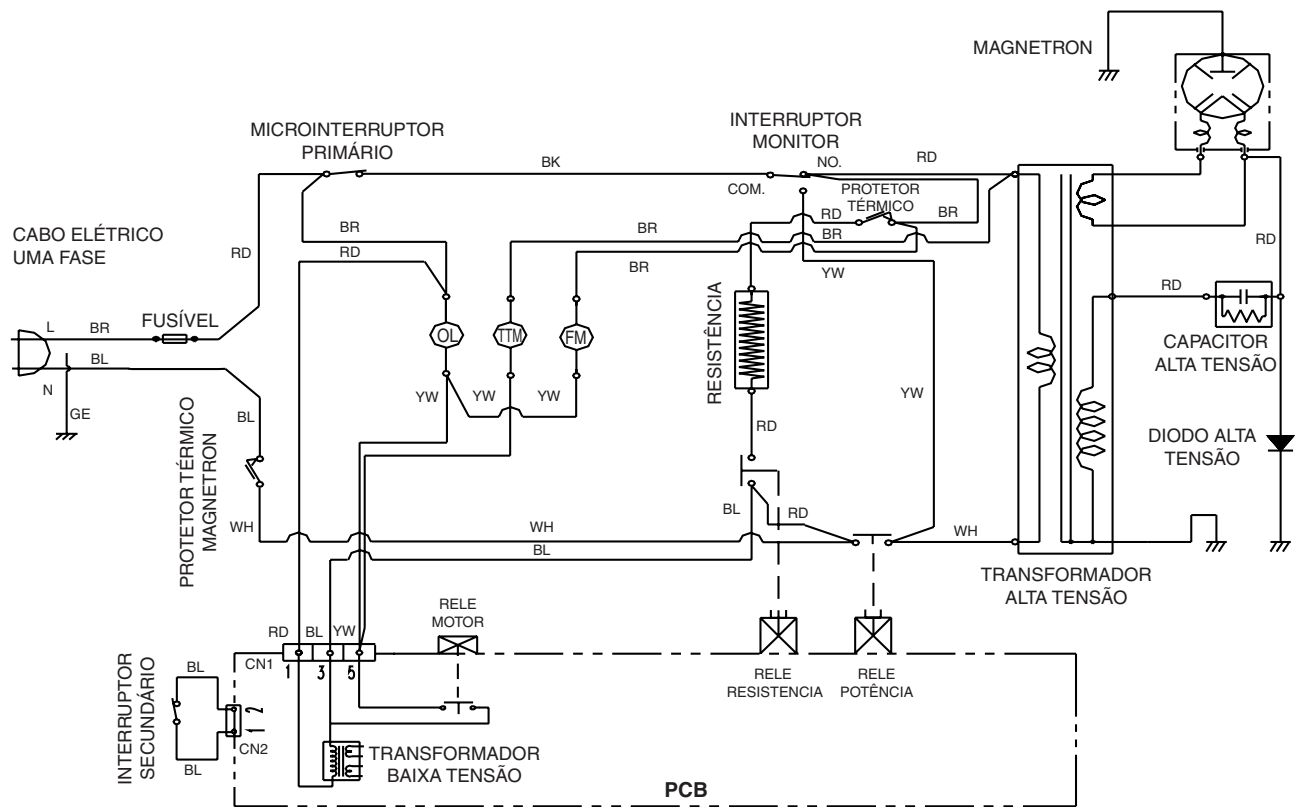 MAGNETRON
MICROINTERRUPTOR
PRIMÁRIO
INTERRUPTOR
MONITOR
BK
NO.
RD
COM.
PROTETOR
TÉRMICO
RD
BR
CABO ELÉTRICO
UMA FASE
RD
BR
RD
BR
BR
BR
YW
RD
L
BR
FUSÍVEL
BL
N
GE
OL
TTM
FM
RESISTÊNCIA
RD
CAPACITOR
ALTA TENSÃO
YW
YW
YW
YW
BL
RD
DIODO ALTA
TENSÃO
PROTETOR TÉRMICO
MAGNETRON
WH
WH
BL
BL
RD
WH
TRANSFORMADOR
ALTA TENSÃO
RELE
MOTOR
RD
BL
YW
CN1
1
3
5
RELE
RESISTENCIA
RELE
POTÊNCIA
INTERRUPTOR
SECUNDÁRIO
BL
2
1
CN2
BL
TRANSFORMADOR
BAIXA TENSÃO
PCB